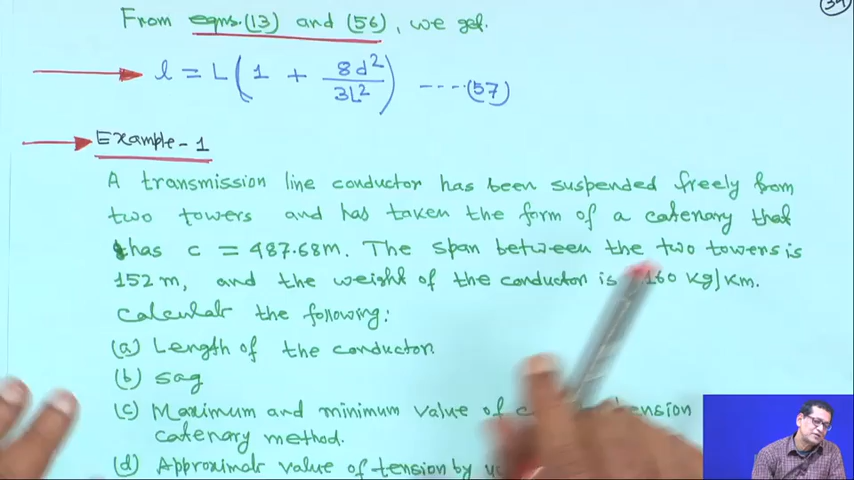 34
From eqns.(13) and (56), we get.
l = L(1 + 8d²/3L²) ----(57)
Example-1
A transmission line conductor has been suspended freely from
two towers and has taken the form of a catenary that
has c = 487.68m. The span between the two towers is
152 m, and the weight of the conductor is 160 kg/km.
Calculate the following:
(a) Length of the conductor.
(b) sag
(c) Maximum and minimum value of
catenary method.
(d) Approximate value of tension by